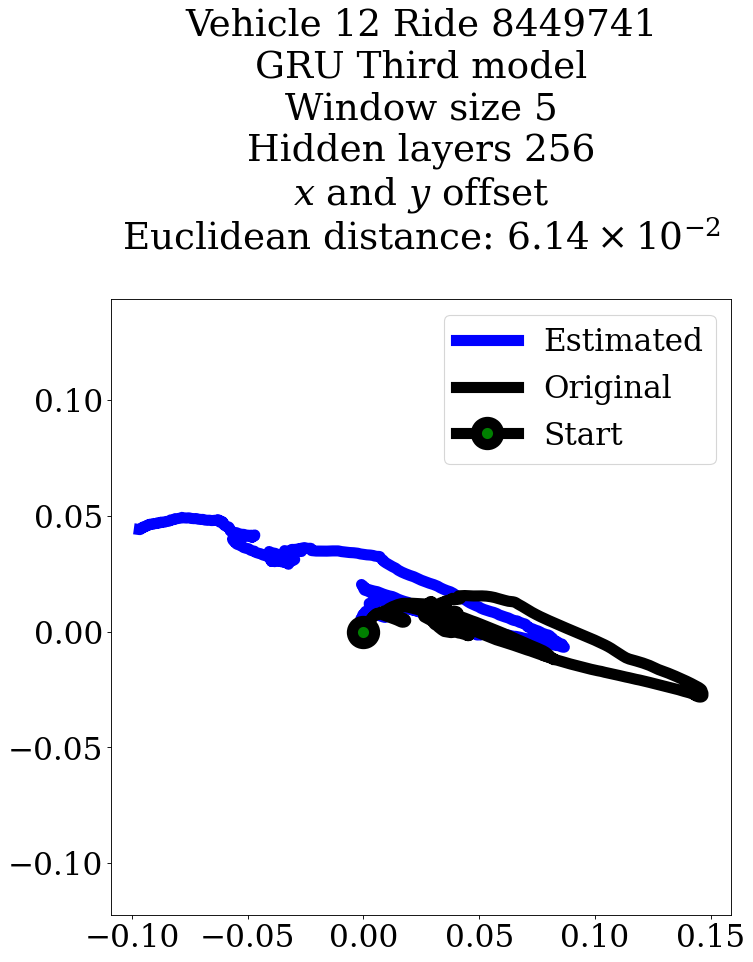 Vehicle 12 Ride 8449741
GRU Third model
Window size 5
Hidden layers 256
x and y offset
Euclidean distance: 6.14 × 10⁻²
Estimated
Original
Start
0.10
0.05
0.00
−0.05
−0.10
−0.10 −0.05 0.00 0.05 0.10 0.15